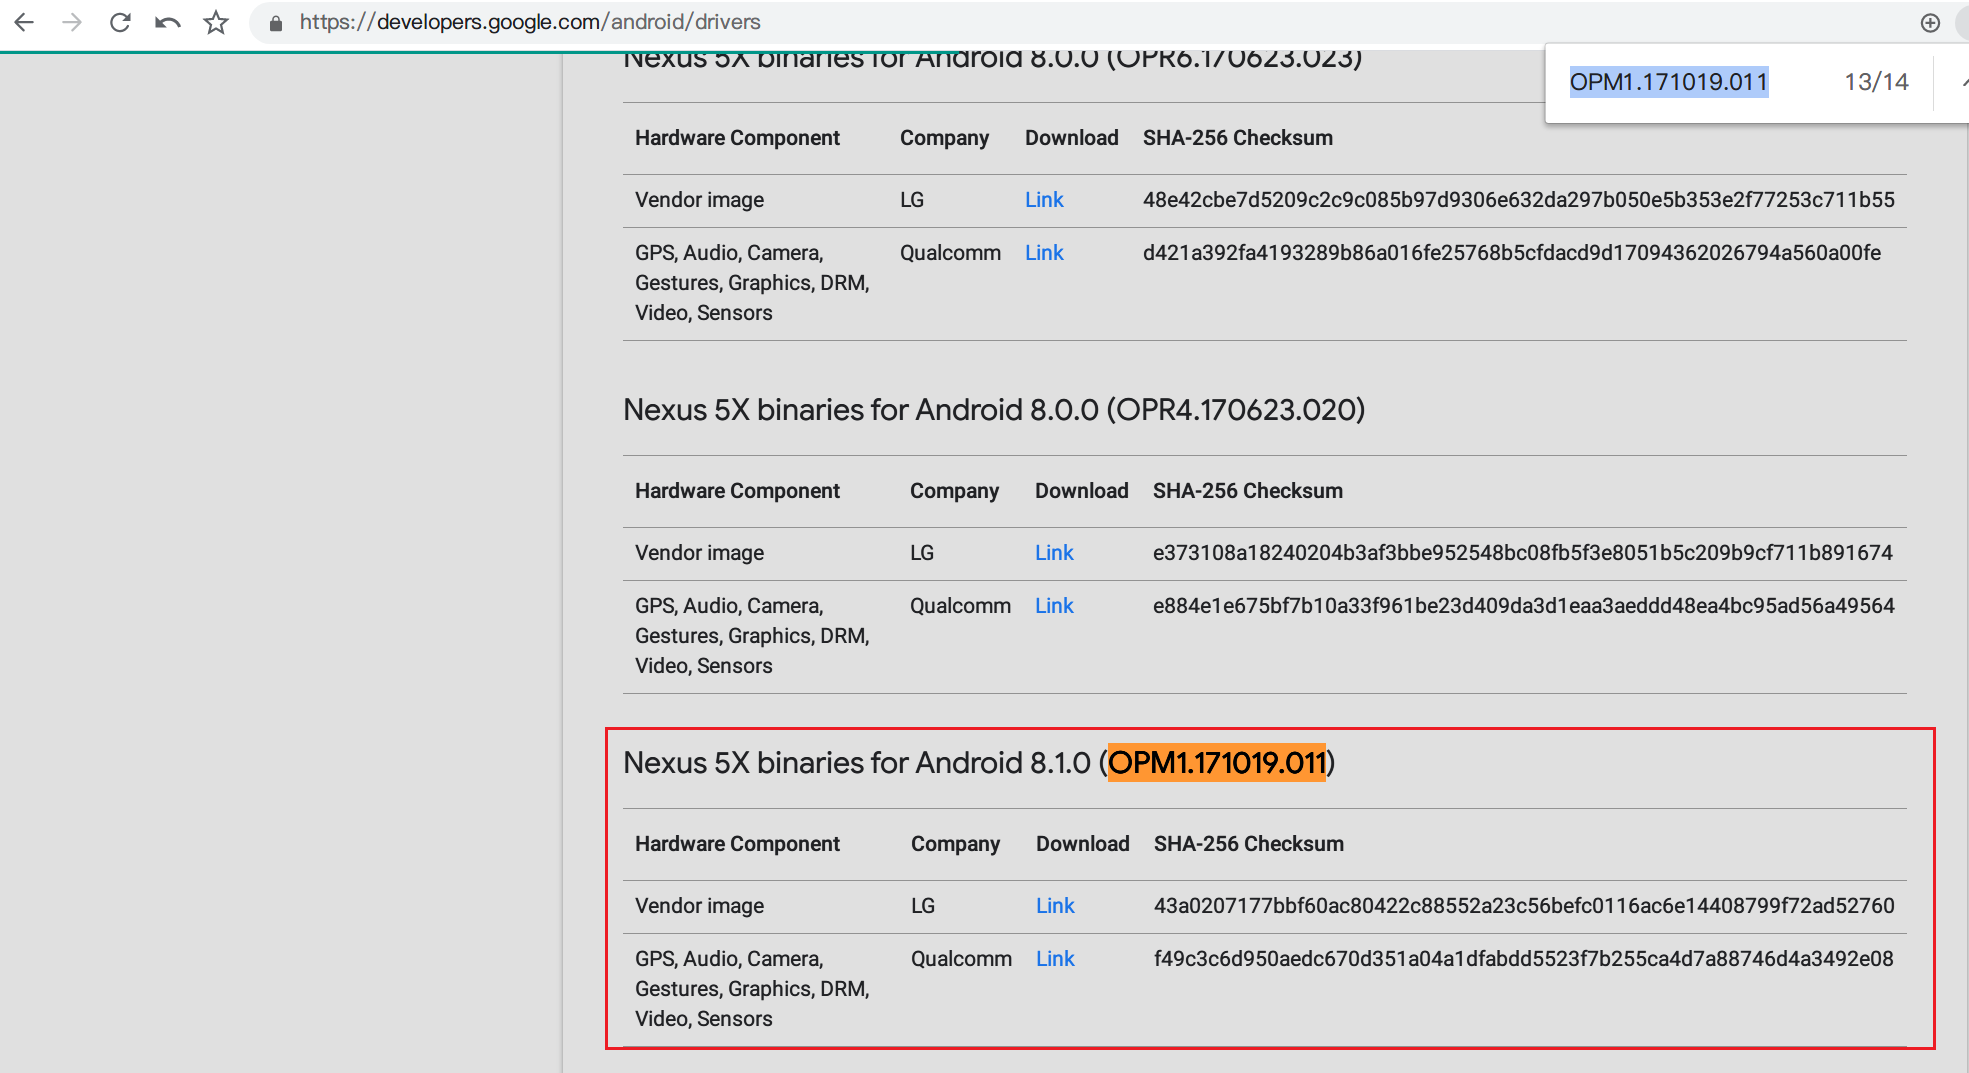 https://developers.google.com/android/drivers
OPM1.171019.011 13/14
Nexus 5X binaries for Android 8.0.0 (OPR6.170623.023)
Hardware Component Company Download SHA-256 Checksum
Vendor image LG Link 48e42cbe7d5209c2c9c085b97d9306e632da297b050e5b353e2f77253c711b55
GPS, Audio, Camera, Qualcomm Link d421a392fa4193289b86a016fe25768b5cfdacd9d17094362026794a560a00fe
Gestures, Graphics, DRM,
Video, Sensors
Nexus 5X binaries for Android 8.0.0 (OPR4.170623.020)
Hardware Component Company Download SHA-256 Checksum
Vendor image LG Link e373108a18240204b3af3bbe952548bc08fb5f3e8051b5c209b9cf711b891674
GPS, Audio, Camera, Qualcomm Link e884e1e675bf7b10a33f961be23d409da3d1eaa3aeddd48ea4bc95ad56a49564
Gestures, Graphics, DRM,
Video, Sensors
Nexus 5X binaries for Android 8.1.0 (OPM1.171019.011)
Hardware Component Company Download SHA-256 Checksum
Vendor image LG Link 43a0207177bbf60ac80422c88552a23c56befc0116ac6e14408799f72ad52760
GPS, Audio, Camera, Qualcomm Link f49c3c6d950aedc670d351a04a1dfabdd5523f7b255ca4d7a88746d4a3492e08
Gestures, Graphics, DRM,
Video, Sensors